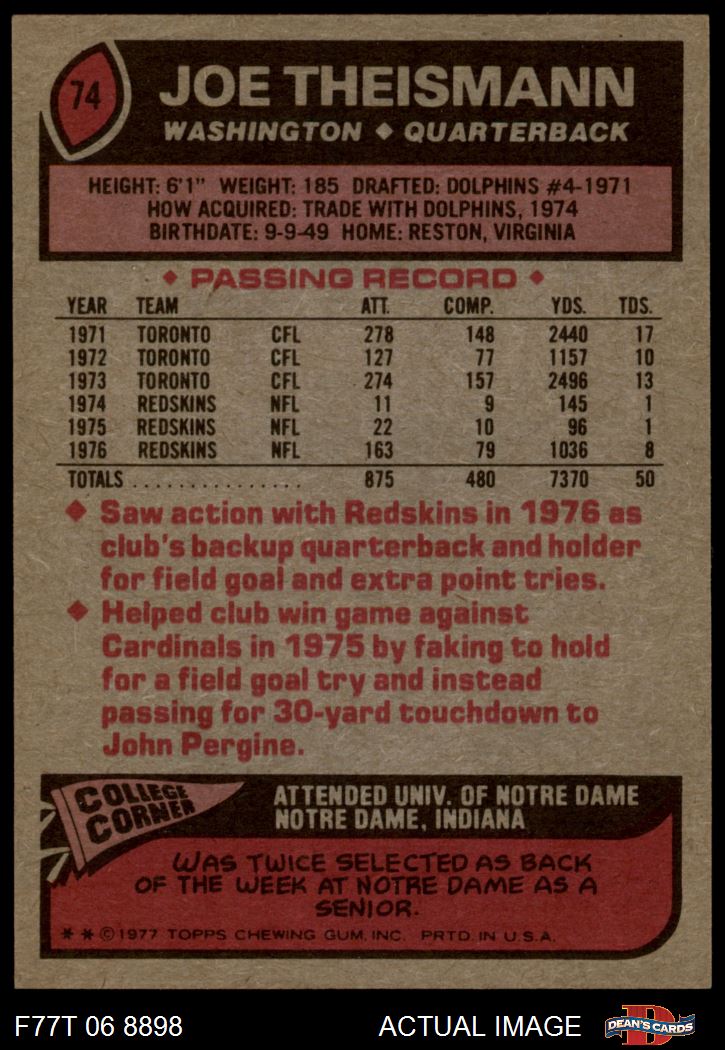 74
JOE THEISMANN
WASHINGTON ◆ QUARTERBACK
HEIGHT: 6'1" WEIGHT: 185 DRAFTED: DOLPHINS #4-1971
HOW ACQUIRED: TRADE WITH DOLPHINS, 1974
BIRTHDATE: 9-9-49 HOME: RESTON, VIRGINIA
◆ PASSING RECORD ◆
YEAR TEAM ATT. COMP. YDS. TDS.
1971 TORONTO CFL 278 148 2440 17
1972 TORONTO CFL 127 77 1157 10
1973 TORONTO CFL 274 157 2496 13
1974 REDSKINS NFL 11 9 145 1
1975 REDSKINS NFL 22 10 96 1
1976 REDSKINS NFL 163 79 1036 8
TOTALS ............... 875 480 7370 50
◆ Saw action with Redskins in 1976 as
club's backup quarterback and holder
for field goal and extra point tries.
◆ Helped club win game against
Cardinals in 1975 by faking to hold
for a field goal try and instead
passing for 30-yard touchdown to
John Pergine.
COLLEGE
CORNER
ATTENDED UNIV. OF NOTRE DAME
NOTRE DAME, INDIANA
WAS TWICE SELECTED AS BACK
OF THE WEEK AT NOTRE DAME AS A
SENIOR.
* * © 1977 TOPPS CHEWING GUM, INC. PRTD. IN U.S.A.
F77T 06 8898
ACTUAL IMAGE
D
DEAN'S CARDS